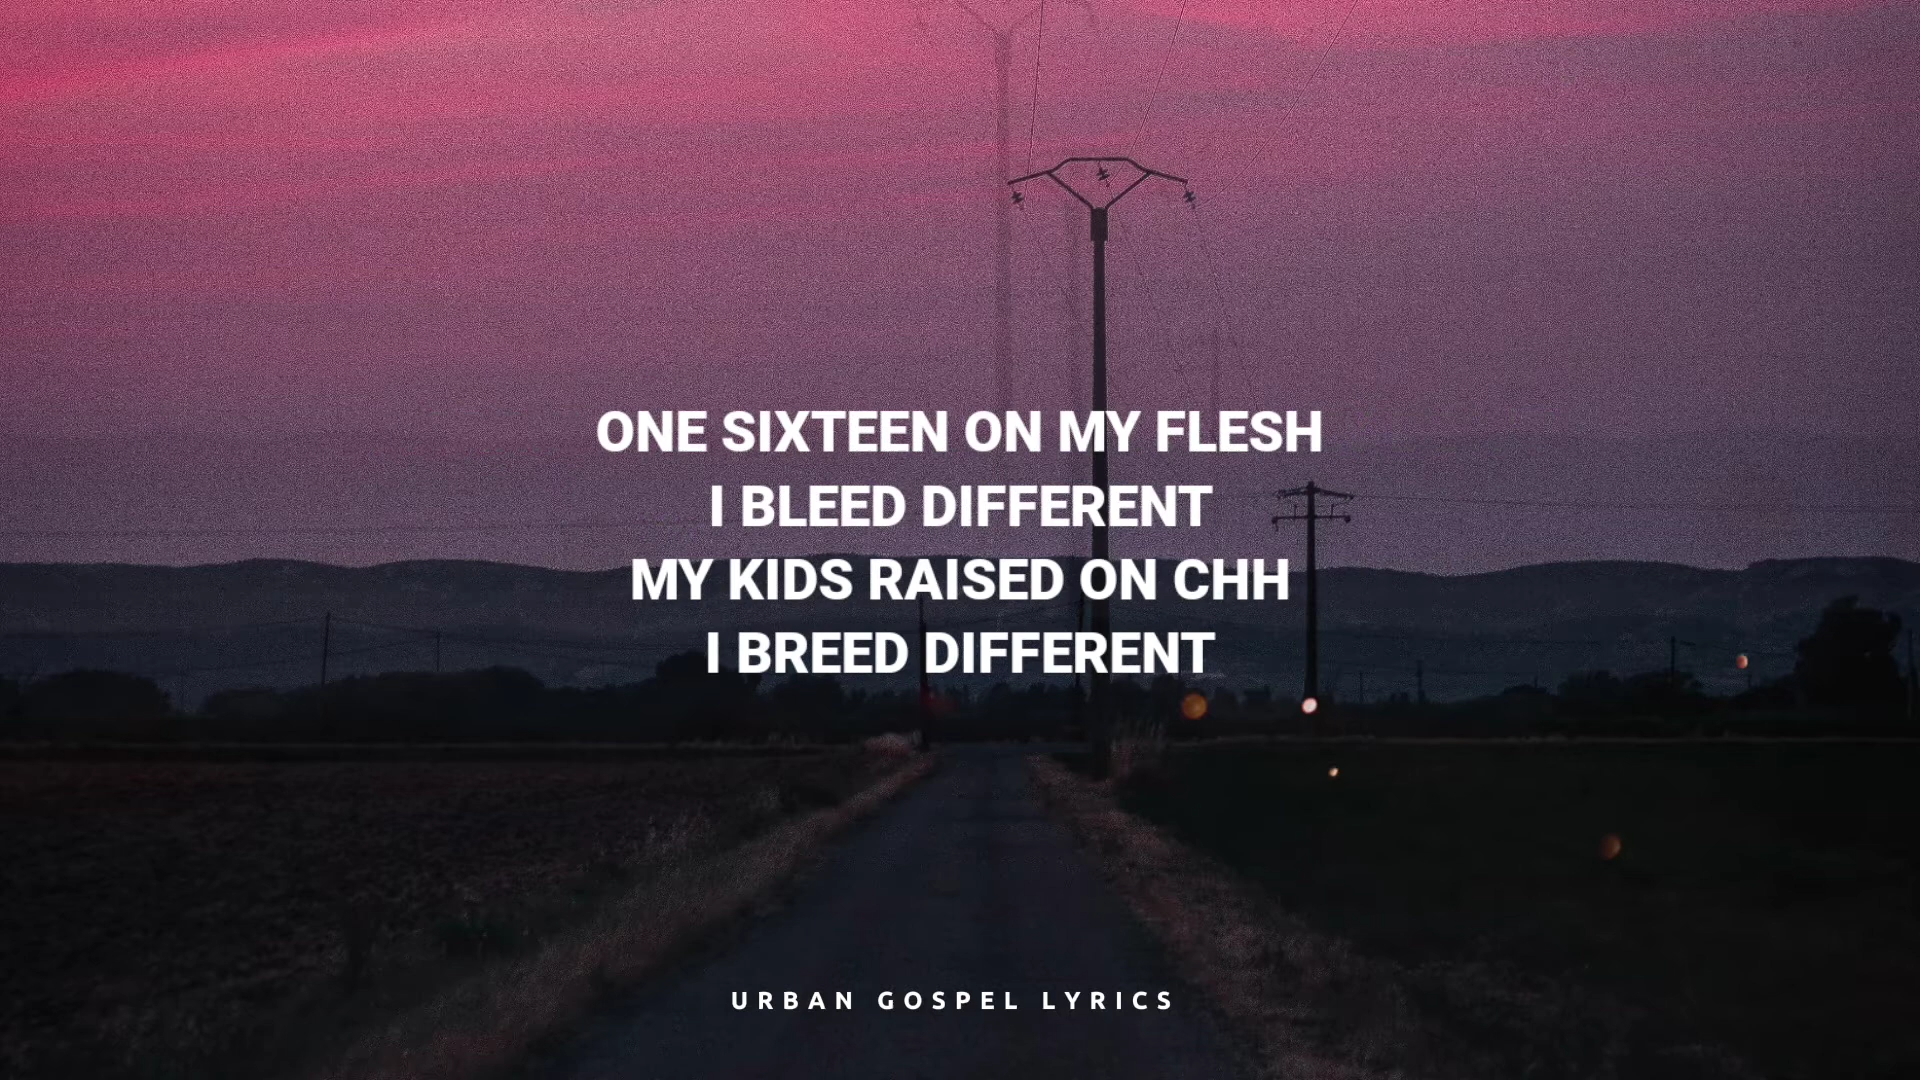 ONE SIXTEEN ON MY FLESH
I BLEED DIFFERENT
MY KIDS RAISED ON CHH
I BREED DIFFERENT
URBAN GOSPEL LYRICS